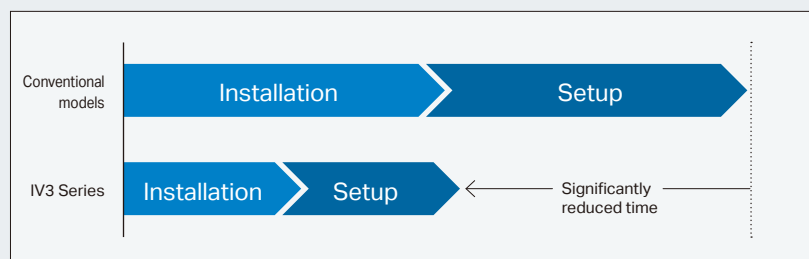 Conventional
models
Installation
Setup
IV3 Series
Installation
Setup
Significantly
reduced time